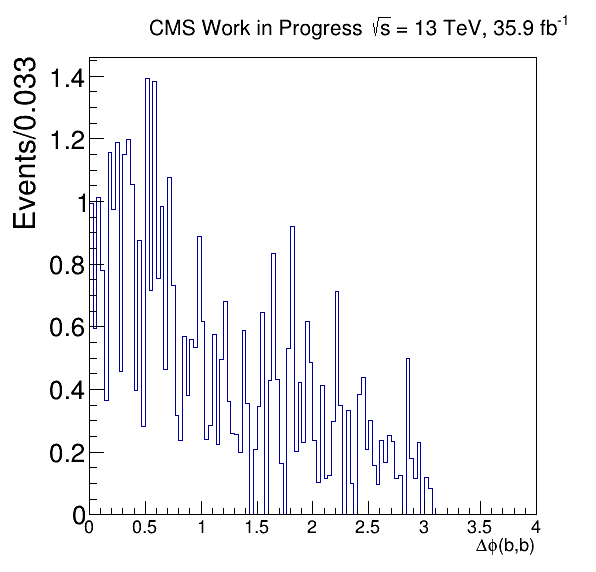 CMS Work in Progress √s = 13 TeV, 35.9 fb⁻¹
Events/0.033
1.4
1.2
1
0.8
0.6
0.4
0.2
0
0 0.5 1 1.5 2 2.5 3 3.5 4
Δϕ(b,b)